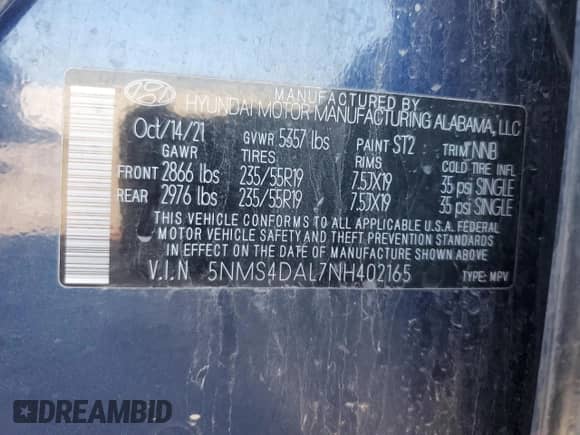 MANUFACTURED BY
HYUNDAI MOTOR MANUFACTURING ALABAMA, LLC
Oct/14/21 GVWR 5357 lbs PAINT ST2 TRIM TNNB
GAWR TIRES RIMS COLD TIRE INFL
FRONT 2866 lbs 235/55R19 7.5JX19 35 psi SINGLE
REAR 2976 lbs 235/55R19 7.5JX19 35 psi SINGLE
THIS VEHICLE CONFORMS TO ALL APPLICABLE U.S.A. FEDERAL
MOTOR VEHICLE SAFETY AND THEFT PREVENTION STANDARDS
IN EFFECT ON THE DATE OF MANUFACTURE SHOWN ABOVE.
V.I.N 5NMS4DAL7NH402165 TYPE: MPV
DREAMBID